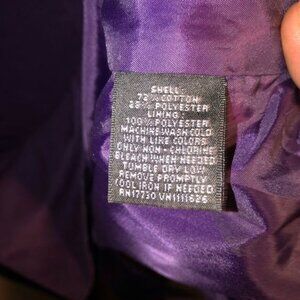 SHELL:
72% COTTON
28% POLYESTER
LINING:
100% POLYESTER
MACHINE WASH COLD
WITH LIKE COLORS
ONLY NON - CHLORINE
BLEACH WHEN NEEDED
TUMBLE DRY LOW
REMOVE PROMPTLY
COOL IRON IF NEEDED
RN17730 VN1111626